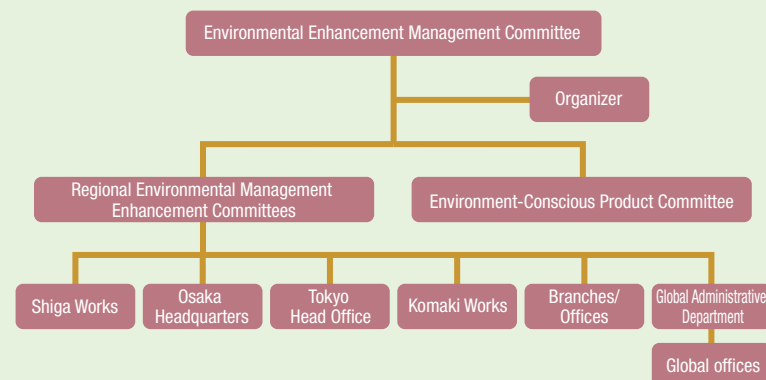 Environmental Enhancement Management Committee
Organizer
Regional Environmental Management
Enhancement Committees
Environment-Conscious Product Committee
Shiga Works
Osaka
Headquarters
Tokyo
Head Office
Komaki Works
Branches/
Offices
Global Administrative
Department
Global offices